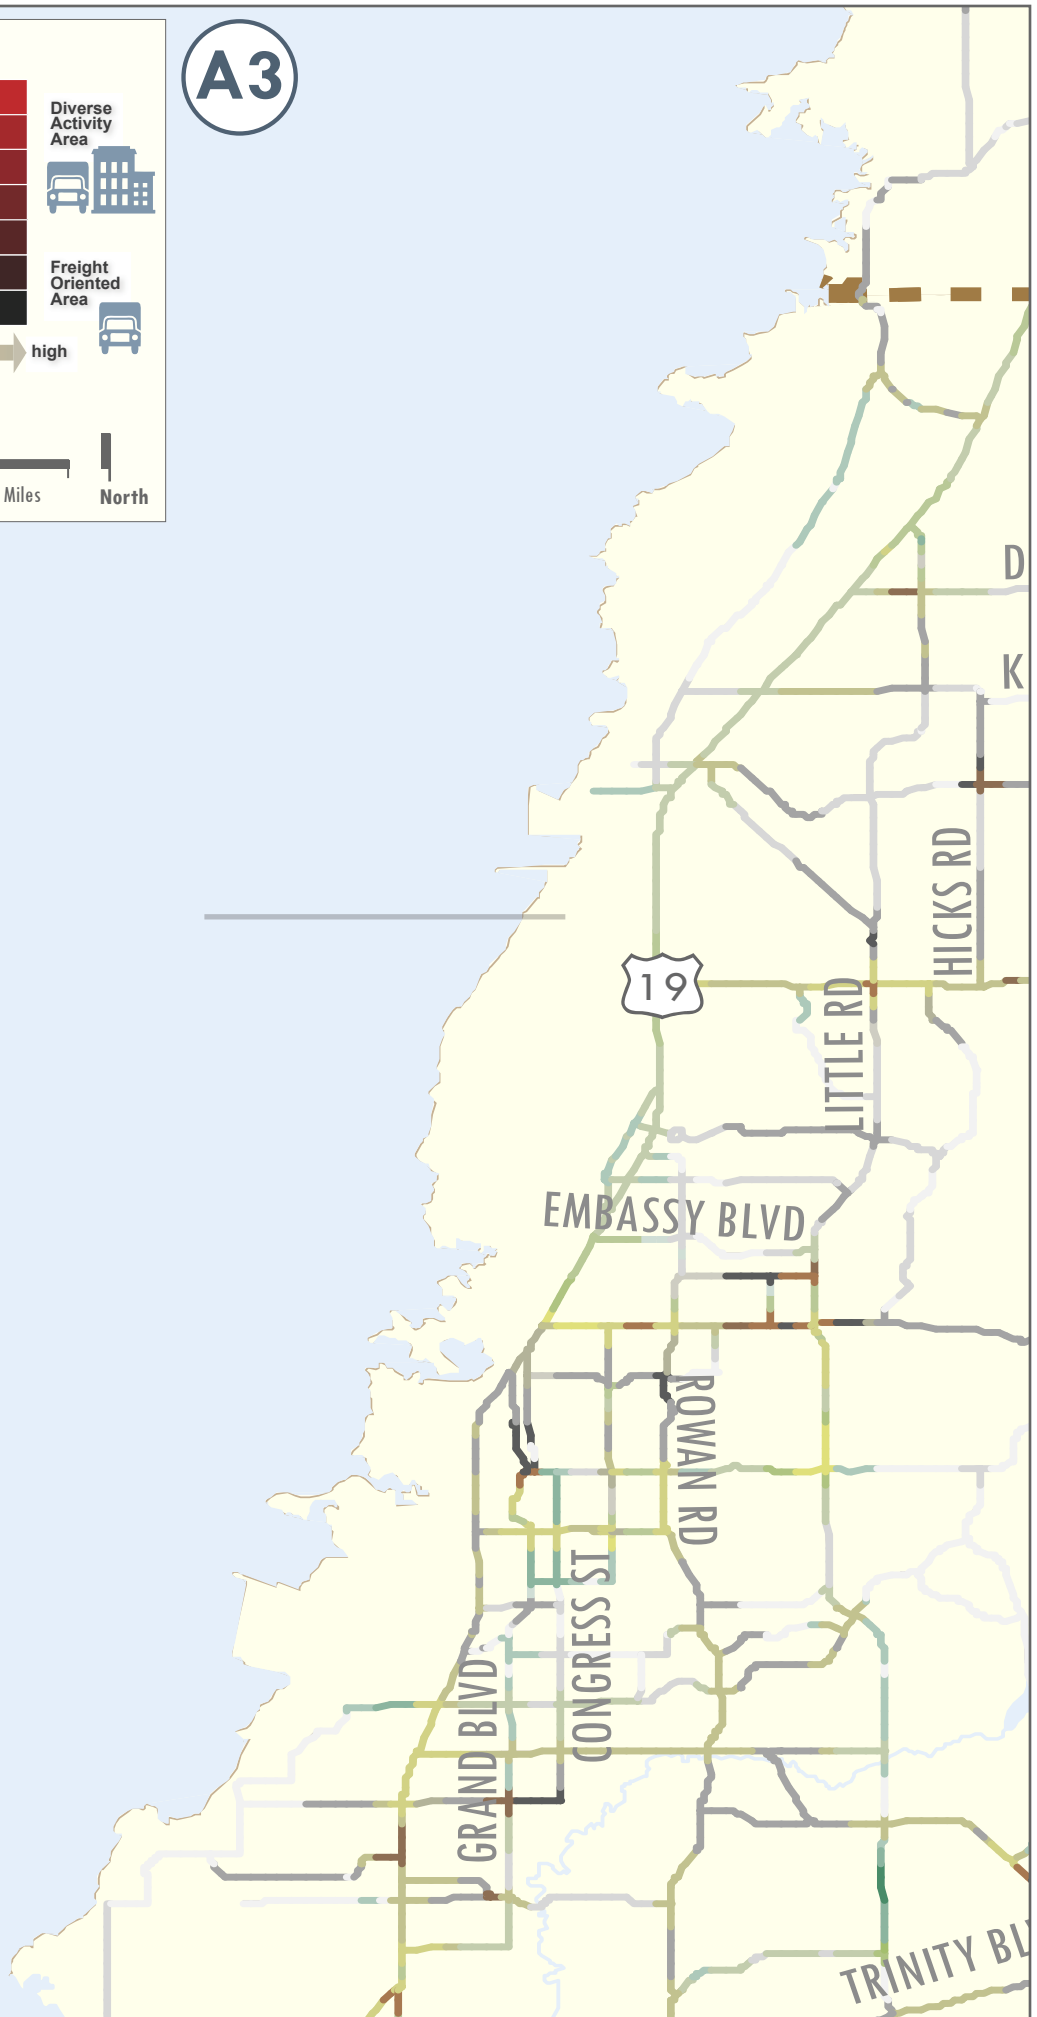 A3
Diverse
Activity
Area
Freight
Oriented
Area
high
Miles
North
D
K
HICKS RD
19
LITTLE RD
EMBASSY BLVD
ROWAN RD
CONGRESS ST
GRAND BLVD
TRINITY BL